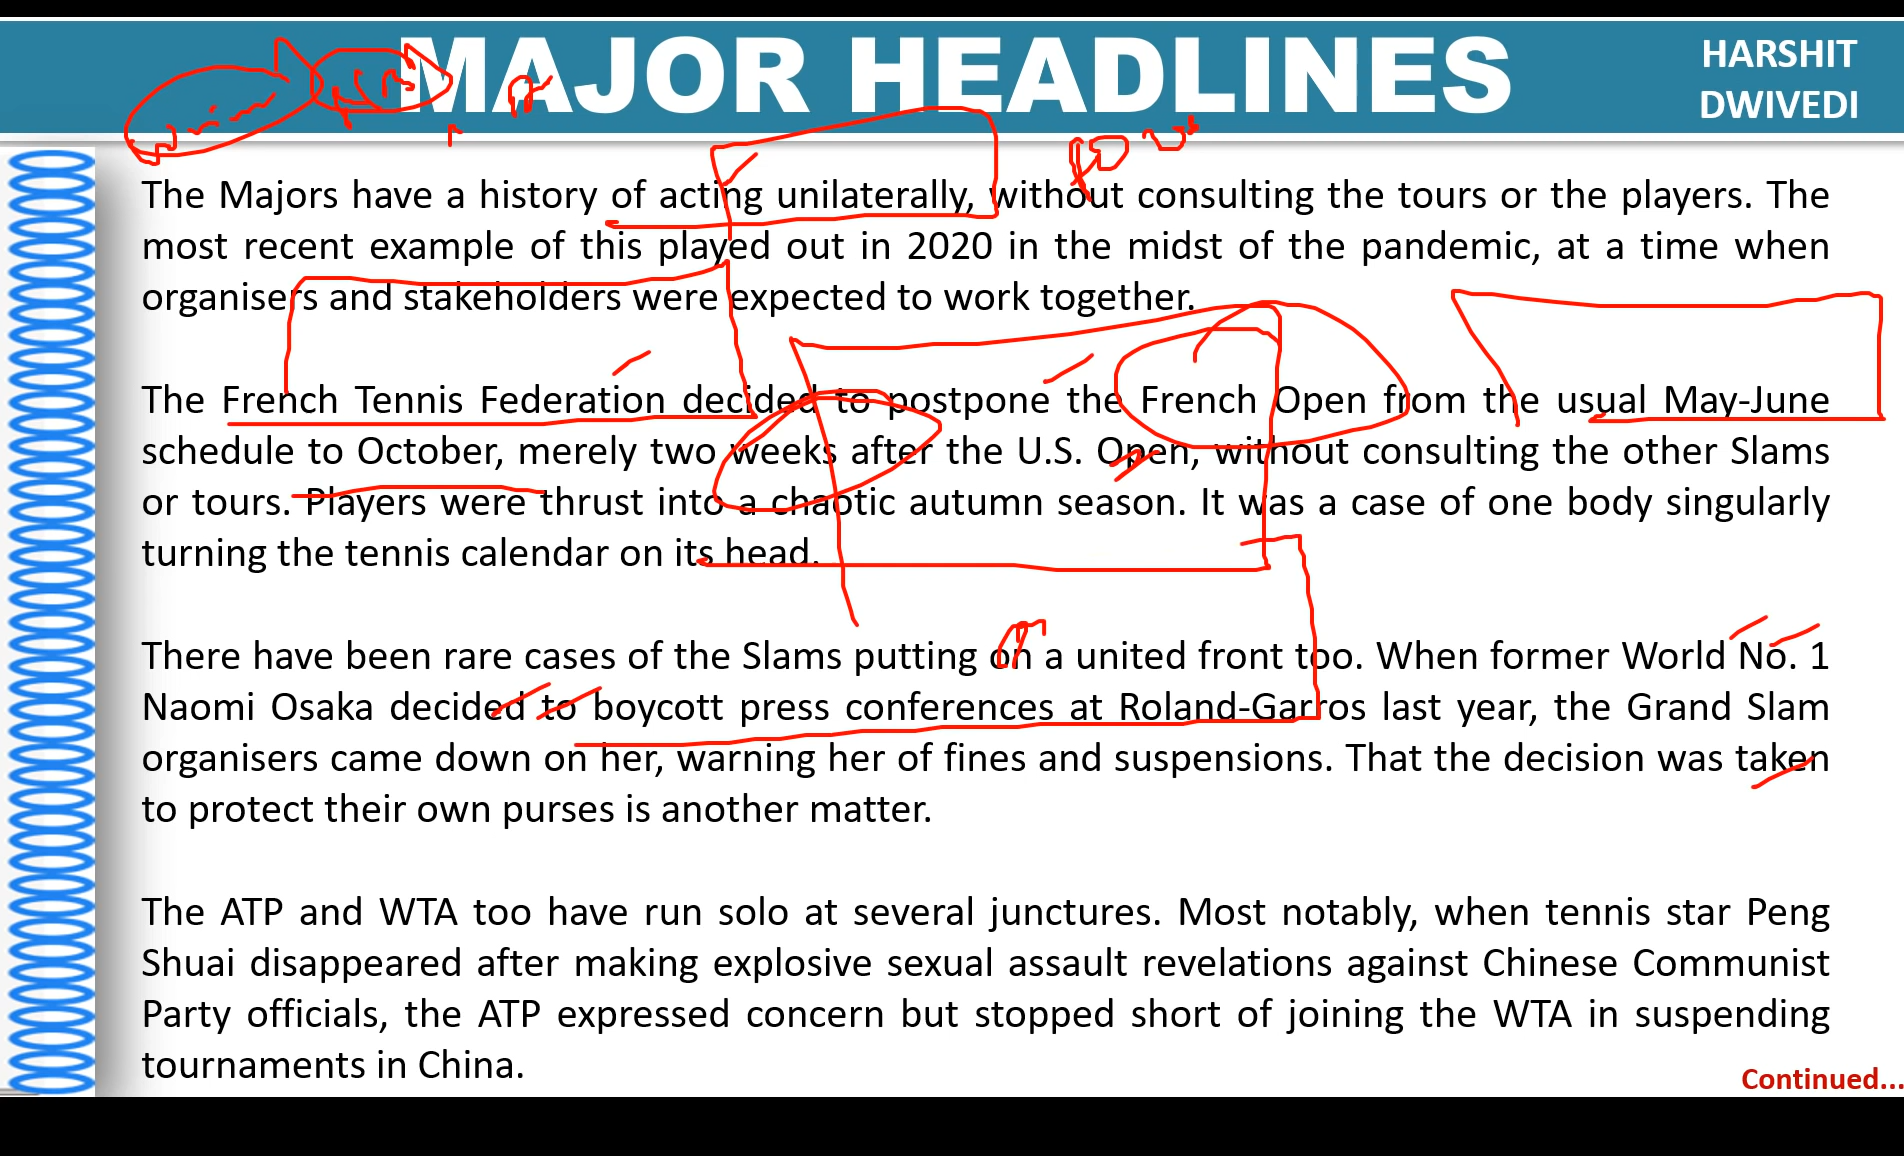 MAJOR HEADLINES
HARSHIT
DWIVEDI
The Majors have a history of acting unilaterally, without consulting the tours or the players. The
most recent example of this played out in 2020 in the midst of the pandemic, at a time when
organisers and stakeholders were expected to work together.
The French Tennis Federation decided to postpone the French Open from the usual May-June
schedule to October, merely two weeks after the U.S. Open, without consulting the other Slams
or tours. Players were thrust into a chaotic autumn season. It was a case of one body singularly
turning the tennis calendar on its head.
There have been rare cases of the Slams putting on a united front too. When former World No. 1
Naomi Osaka decided to boycott press conferences at Roland-Garros last year, the Grand Slam
organisers came down on her, warning her of fines and suspensions. That the decision was taken
to protect their own purses is another matter.
The ATP and WTA too have run solo at several junctures. Most notably, when tennis star Peng
Shuai disappeared after making explosive sexual assault revelations against Chinese Communist
Party officials, the ATP expressed concern but stopped short of joining the WTA in suspending
tournaments in China.
Continued...